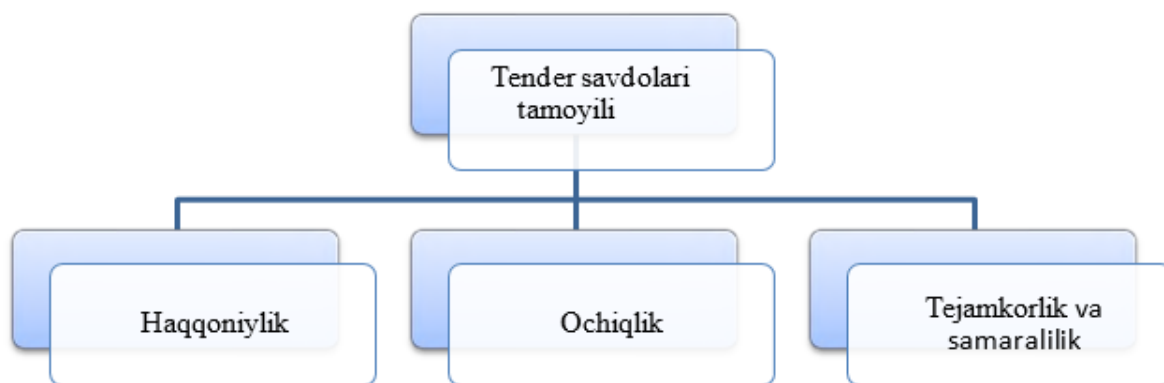 Tender savdolari
tamoyili
Haqqoniylik
Ochiqlik
Tejamkorlik va
samaralilik